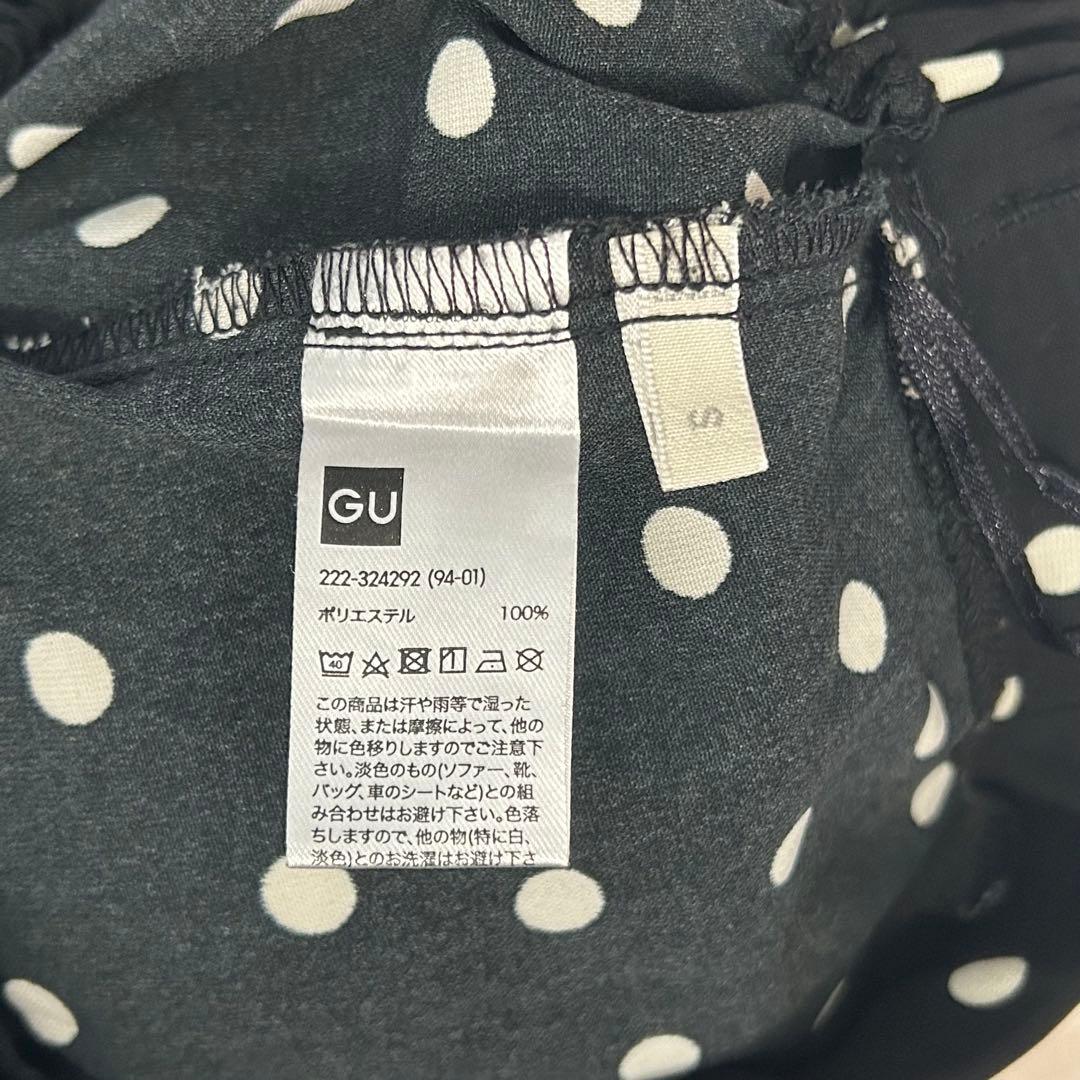 S
GU
222-324292 (94-01)
ポリエステル 100%
40
この商品は汗や雨等で湿った
状態、または摩擦によって、他の
物に色移りしますのでご注意下
さい。淡色のもの(ソファー、靴、
バッグ、車のシートなど)との組
み合わせはお避け下さい。色落
ちしますので、他の物(特に白、
淡色)とのお洗濯はお避け下さ